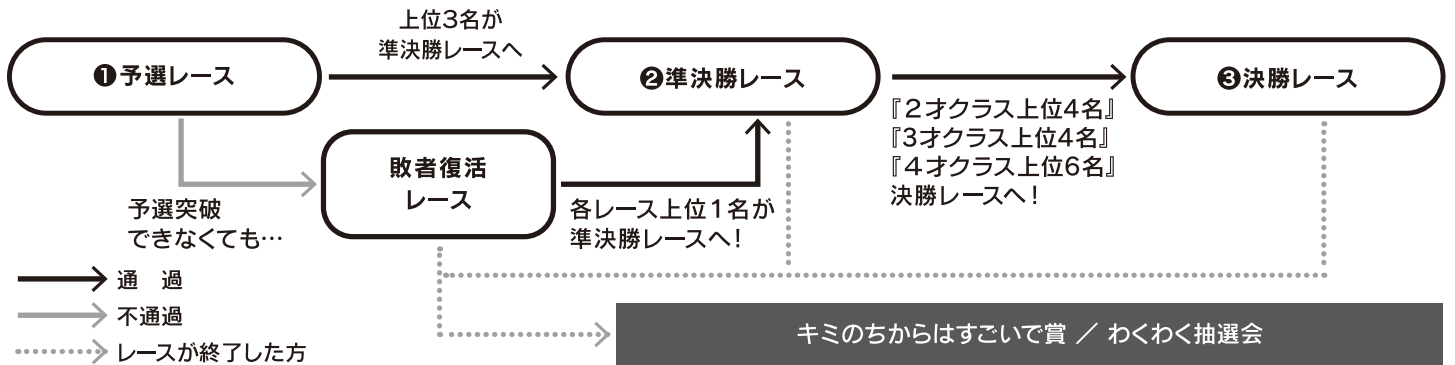 上位3名が
準決勝レースへ
❶予選レース
❷準決勝レース
❸決勝レース
『2才クラス上位4名』
『3才クラス上位4名』
『4才クラス上位6名』
決勝レースへ!
敗者復活
レース
予選突破
できなくても…
各レース上位1名が
準決勝レースへ!
通　過
不通過
レースが終了した方
キミのちからはすごいで賞 ／ わくわく抽選会